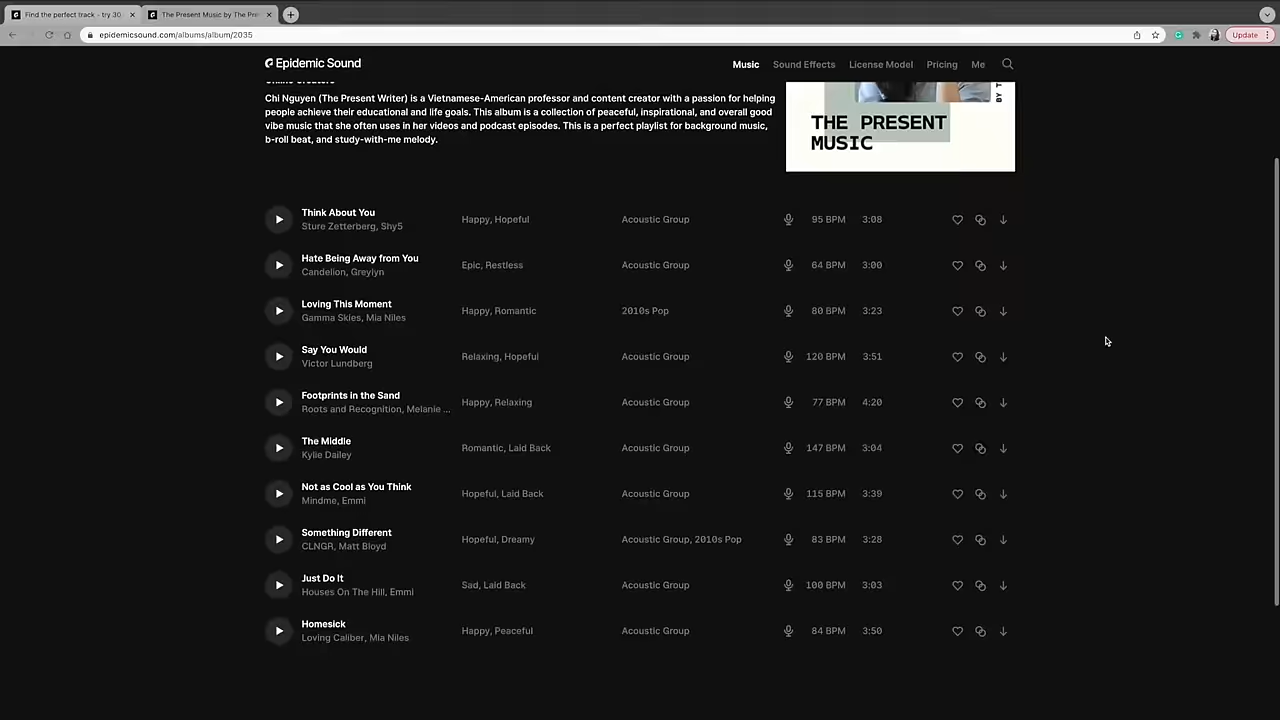 Find the perfect track - try 30
The Present Music by The Pre
epidemicsound.com/albums/album/2035
Update
Epidemic Sound
Music
Sound Effects
License Model
Pricing
Me
Online Creators
Chi Nguyen (The Present Writer) is a Vietnamese-American professor and content creator with a passion for helping
people achieve their educational and life goals. This album is a collection of peaceful, inspirational, and overall good
vibe music that she often uses in her videos and podcast episodes. This is a perfect playlist for background music,
b-roll beat, and study-with-me melody.
BY T
THE PRESENT
MUSIC
Think About You
Sture Zetterberg, Shy5
Happy, Hopeful
Acoustic Group
95 BPM
3:08
Hate Being Away from You
Candelion, Greylyn
Epic, Restless
Acoustic Group
64 BPM
3:00
Loving This Moment
Gamma Skies, Mia Niles
Happy, Romantic
2010s Pop
80 BPM
3:23
Say You Would
Victor Lundberg
Relaxing, Hopeful
Acoustic Group
120 BPM
3:51
Footprints in the Sand
Roots and Recognition, Melanie ...
Happy, Relaxing
Acoustic Group
77 BPM
4:20
The Middle
Kylie Dailey
Romantic, Laid Back
Acoustic Group
147 BPM
3:04
Not as Cool as You Think
Mindme, Emmi
Hopeful, Laid Back
Acoustic Group
115 BPM
3:39
Something Different
CLNGR, Matt Bloyd
Hopeful, Dreamy
Acoustic Group, 2010s Pop
83 BPM
3:28
Just Do It
Houses On The Hill, Emmi
Sad, Laid Back
Acoustic Group
100 BPM
3:03
Homesick
Loving Caliber, Mia Niles
Happy, Peaceful
Acoustic Group
84 BPM
3:50